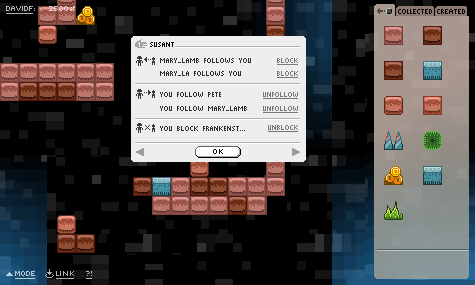 DAVIDF:
COLLECTED CREATED
SUSANT
MARY_LAMB FOLLOWS YOU BLOCK
MARY_LA FOLLOWS YOU BLOCK
YOU FOLLOW PETE UNFOLLOW
YOU FOLLOW MARY_LAMB UNFOLLOW
YOU BLOCK FRANKENST... UNBLOCK
OK
MODE LINK ?!